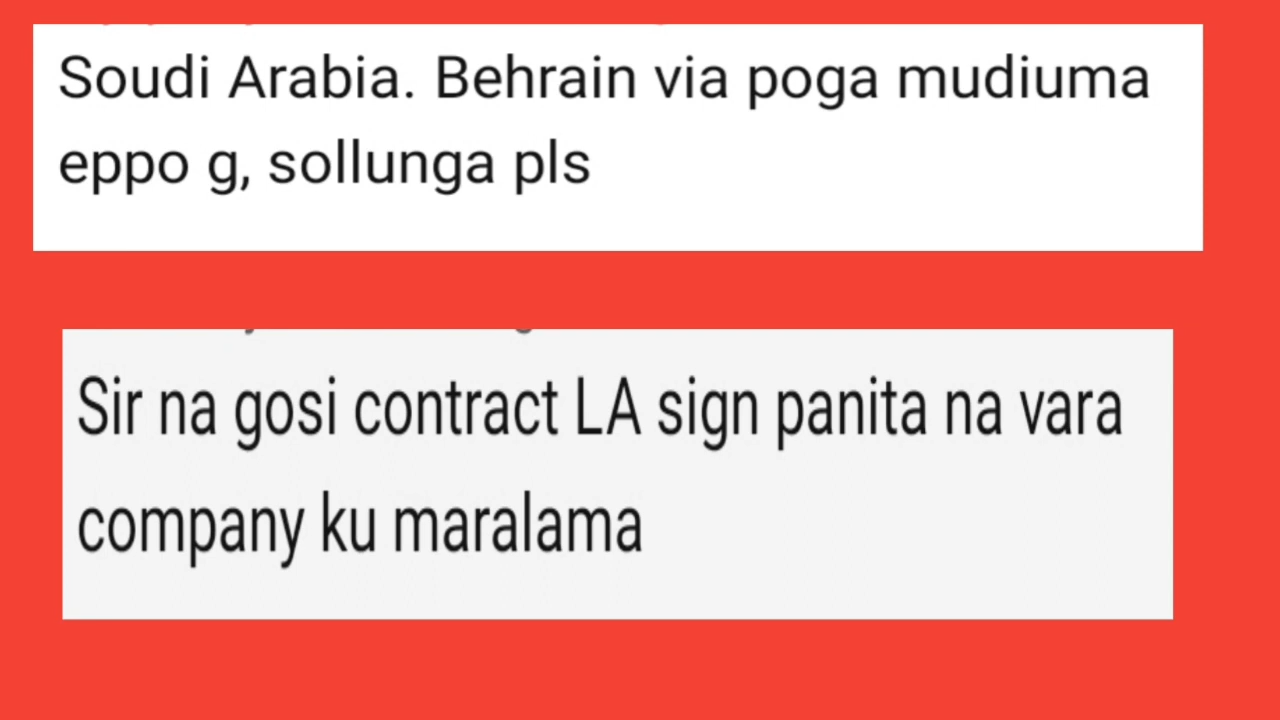 Soudi Arabia. Behrain via poga mudiuma
eppo g, sollunga pls
Sir na gosi contract LA sign panita na vara
company ku maralama